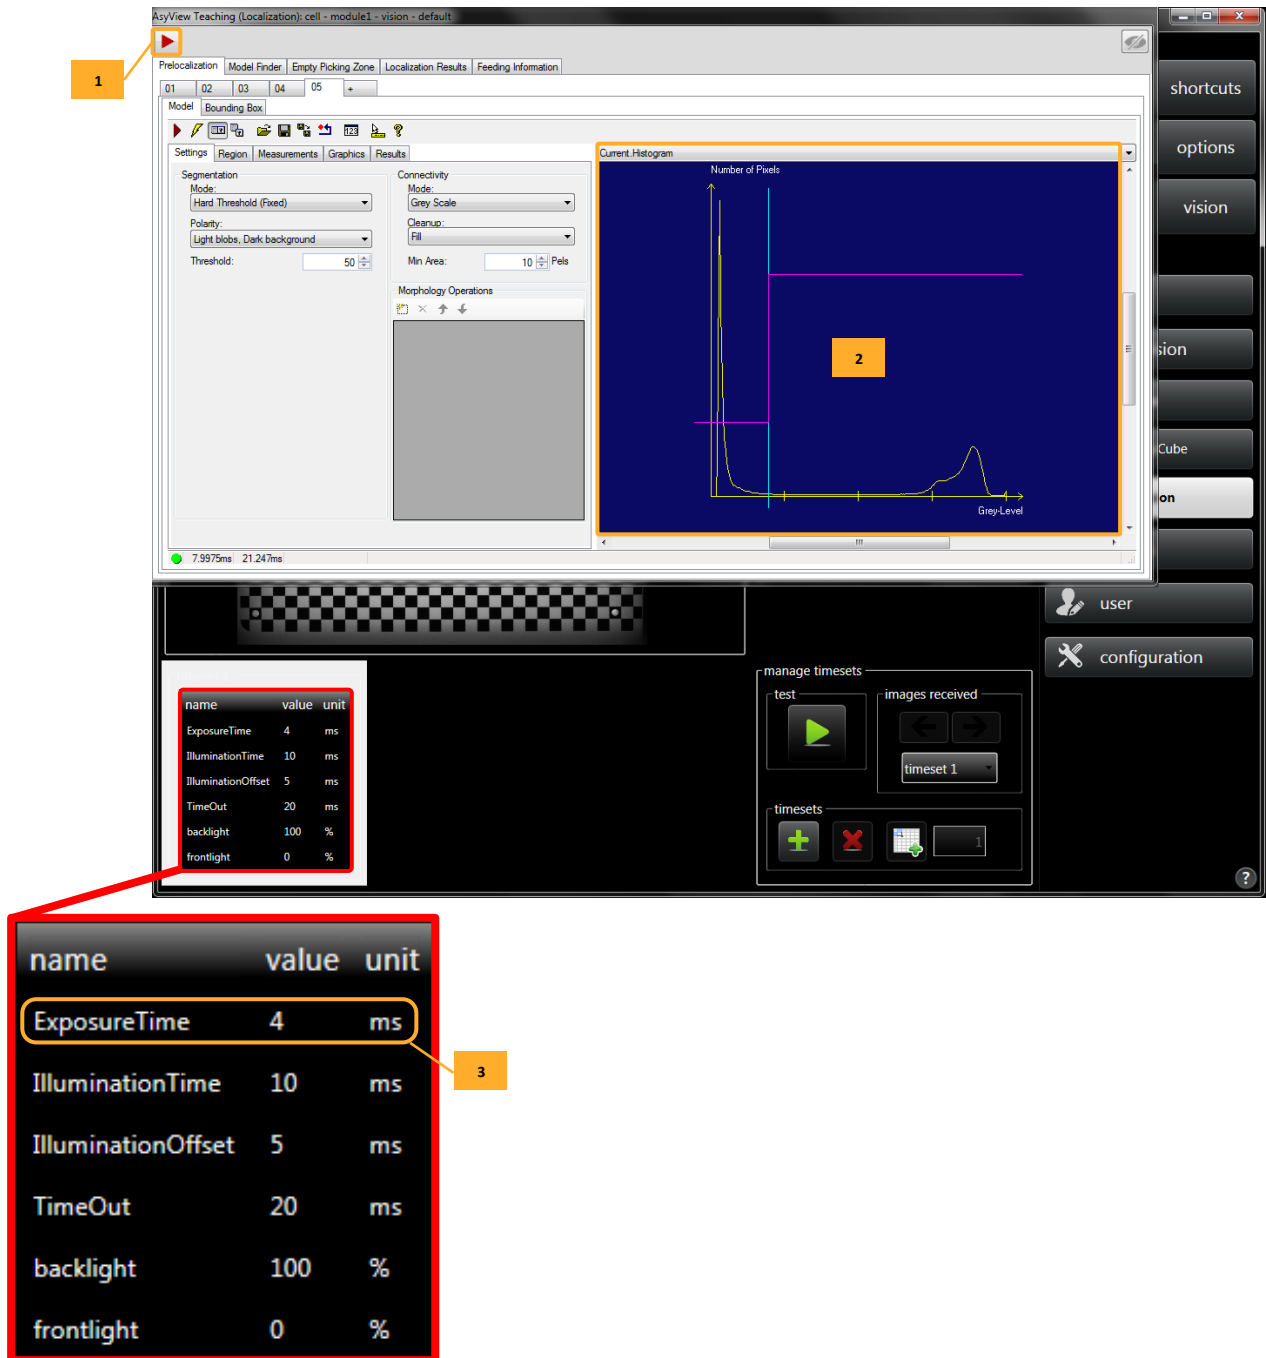 AsyView Teaching (Localization): cell - module1 - vision - default
1
Prelocalization Model Finder Empty Picking Zone Localization Results Feeding Information
01 02 03 04 05 +
Model Bounding Box
123
Settings Region Measurements Graphics Results
Segmentation
Mode:
Hard Threshold (Fixed)
Polarity:
Light blobs, Dark background
Threshold: 50
Connectivity
Mode:
Grey Scale
Cleanup:
Fill
Min Area: 10 Pels
Morphology Operations
Current.Histogram
Number of Pixels
2
Grey-Level
7.9975ms 21.247ms
shortcuts
options
vision
sion
Cube
on
user
configuration
name value unit
ExposureTime 4 ms
IlluminationTime 10 ms
IlluminationOffset 5 ms
TimeOut 20 ms
backlight 100 %
frontlight 0 %
manage timesets
test
images received
timeset 1
timesets
1
?
name value unit
ExposureTime 4 ms
3
IlluminationTime 10 ms
IlluminationOffset 5 ms
TimeOut 20 ms
backlight 100 %
frontlight 0 %